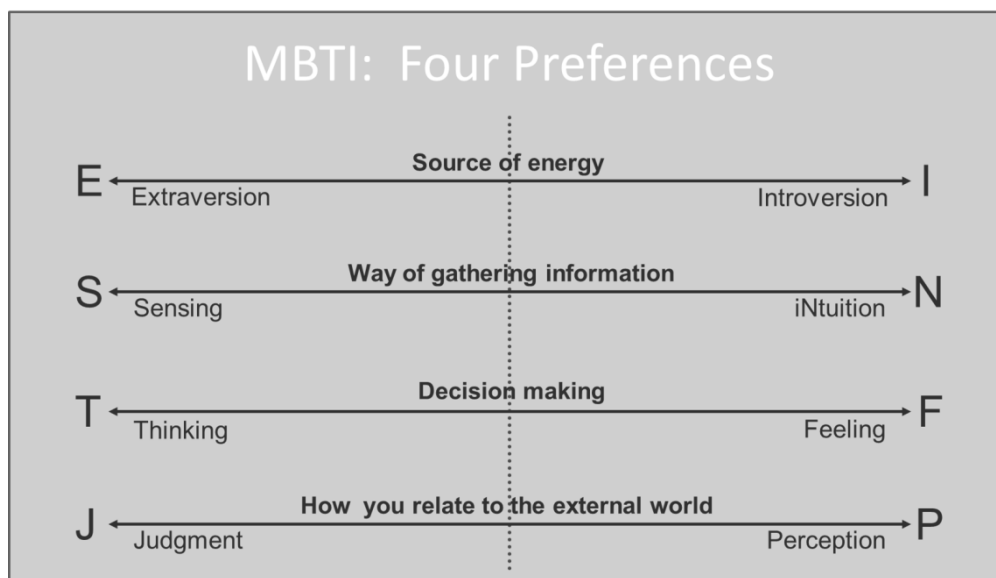 MBTI: Four Preferences
Source of energy
E I
Extraversion Introversion
Way of gathering information
S N
Sensing iNtuition
Decision making
T F
Thinking Feeling
How you relate to the external world
J P
Judgment Perception